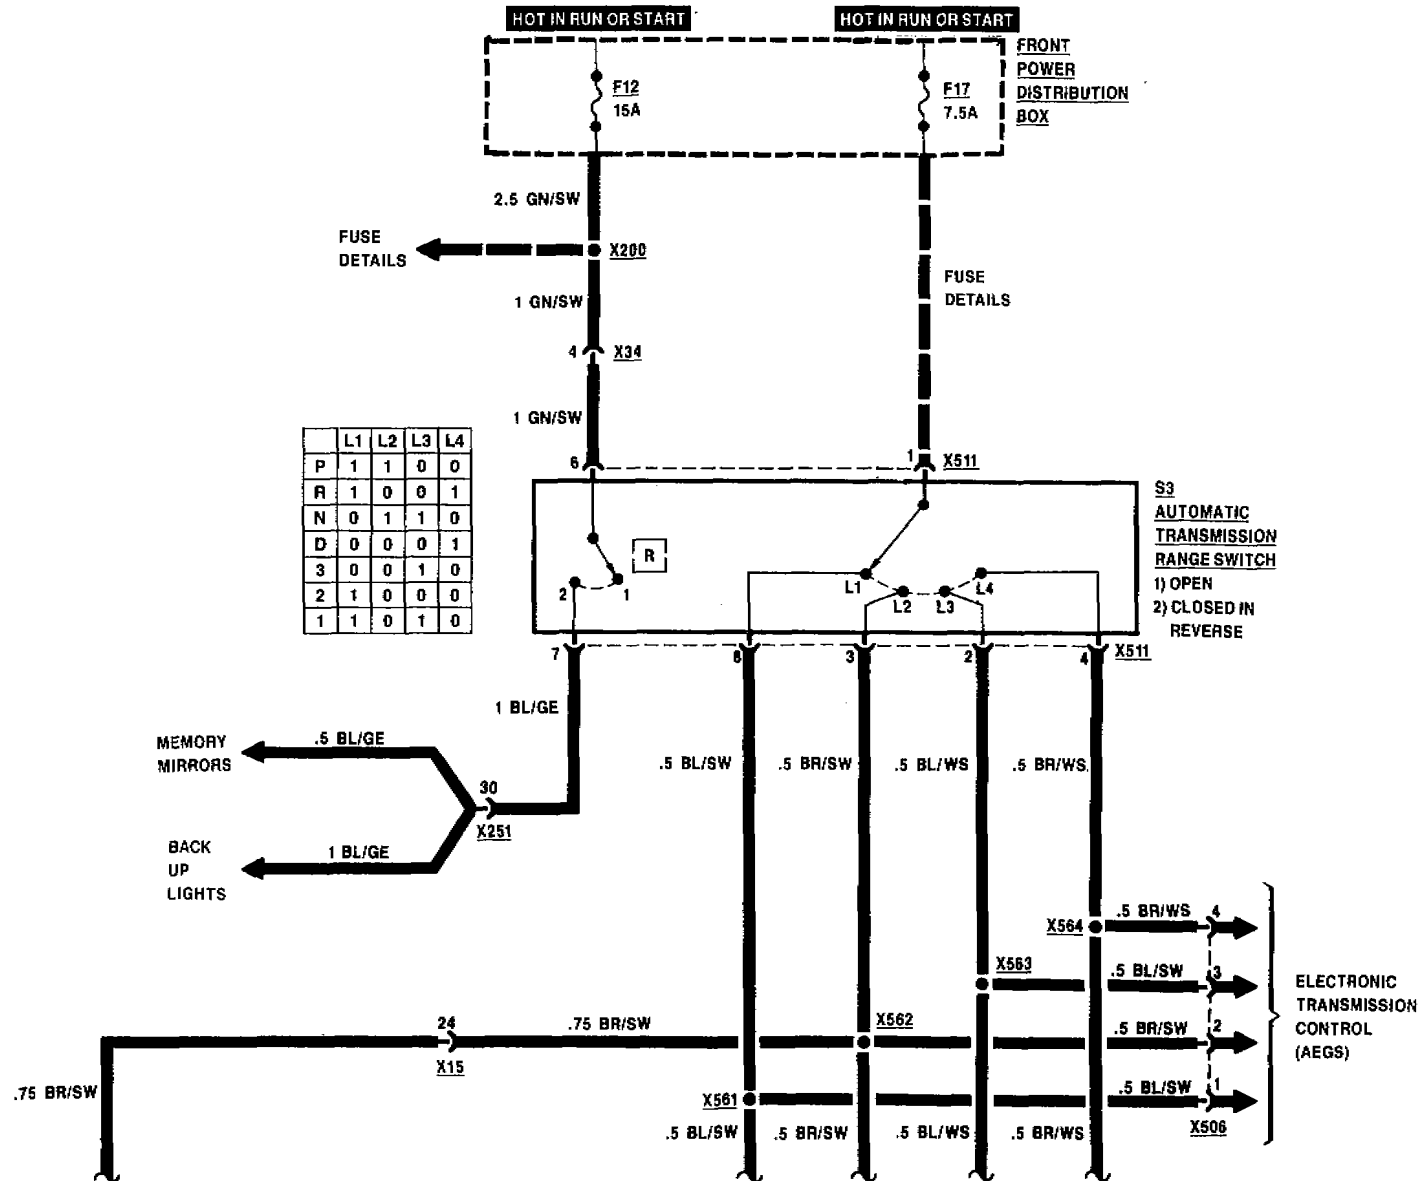 HOT IN RUN OR START
HOT IN RUN OR START
FRONT
POWER
DISTRIBUTION
BOX
F12
15A
F17
7.5A
2.5 GN/SW
FUSE
DETAILS
X200
FUSE
DETAILS
1 GN/SW
4
X34
1 GN/SW
6
1
X511
L1 L2 L3 L4
P 1 1 0 0
R 1 0 0 1
N 0 1 1 0
D 0 0 0 1
3 0 0 1 0
2 1 0 0 0
1 1 0 1 0
S3
AUTOMATIC
TRANSMISSION
RANGE SWITCH
1) OPEN
2) CLOSED IN
REVERSE
R
2
1
L1
L2
L3
L4
7
8
3
2
4
X511
1 BL/GE
MEMORY
MIRRORS
.5 BL/GE
30
X251
BACK
UP
LIGHTS
1 BL/GE
.5 BL/SW
.5 BR/SW
.5 BL/WS
.5 BR/WS
X564
.5 BR/WS
4
X563
.5 BL/SW
3
ELECTRONIC
TRANSMISSION
CONTROL
(AEGS)
24
X15
.75 BR/SW
X562
.5 BR/SW
2
.75 BR/SW
X561
.5 BL/SW
1
X506
.5 BL/SW
.5 BR/SW
.5 BL/WS
.5 BR/WS